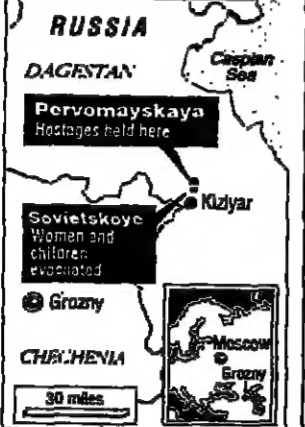 RUSSIA
DAGESTAN
Caspian
Sea
Pervomayskaya
Hostages held here
Kizlyar
Sovietskoye
Women and
children
evacuated
Grozny
CHECHENIA
Moscow
Grozny
30 miles